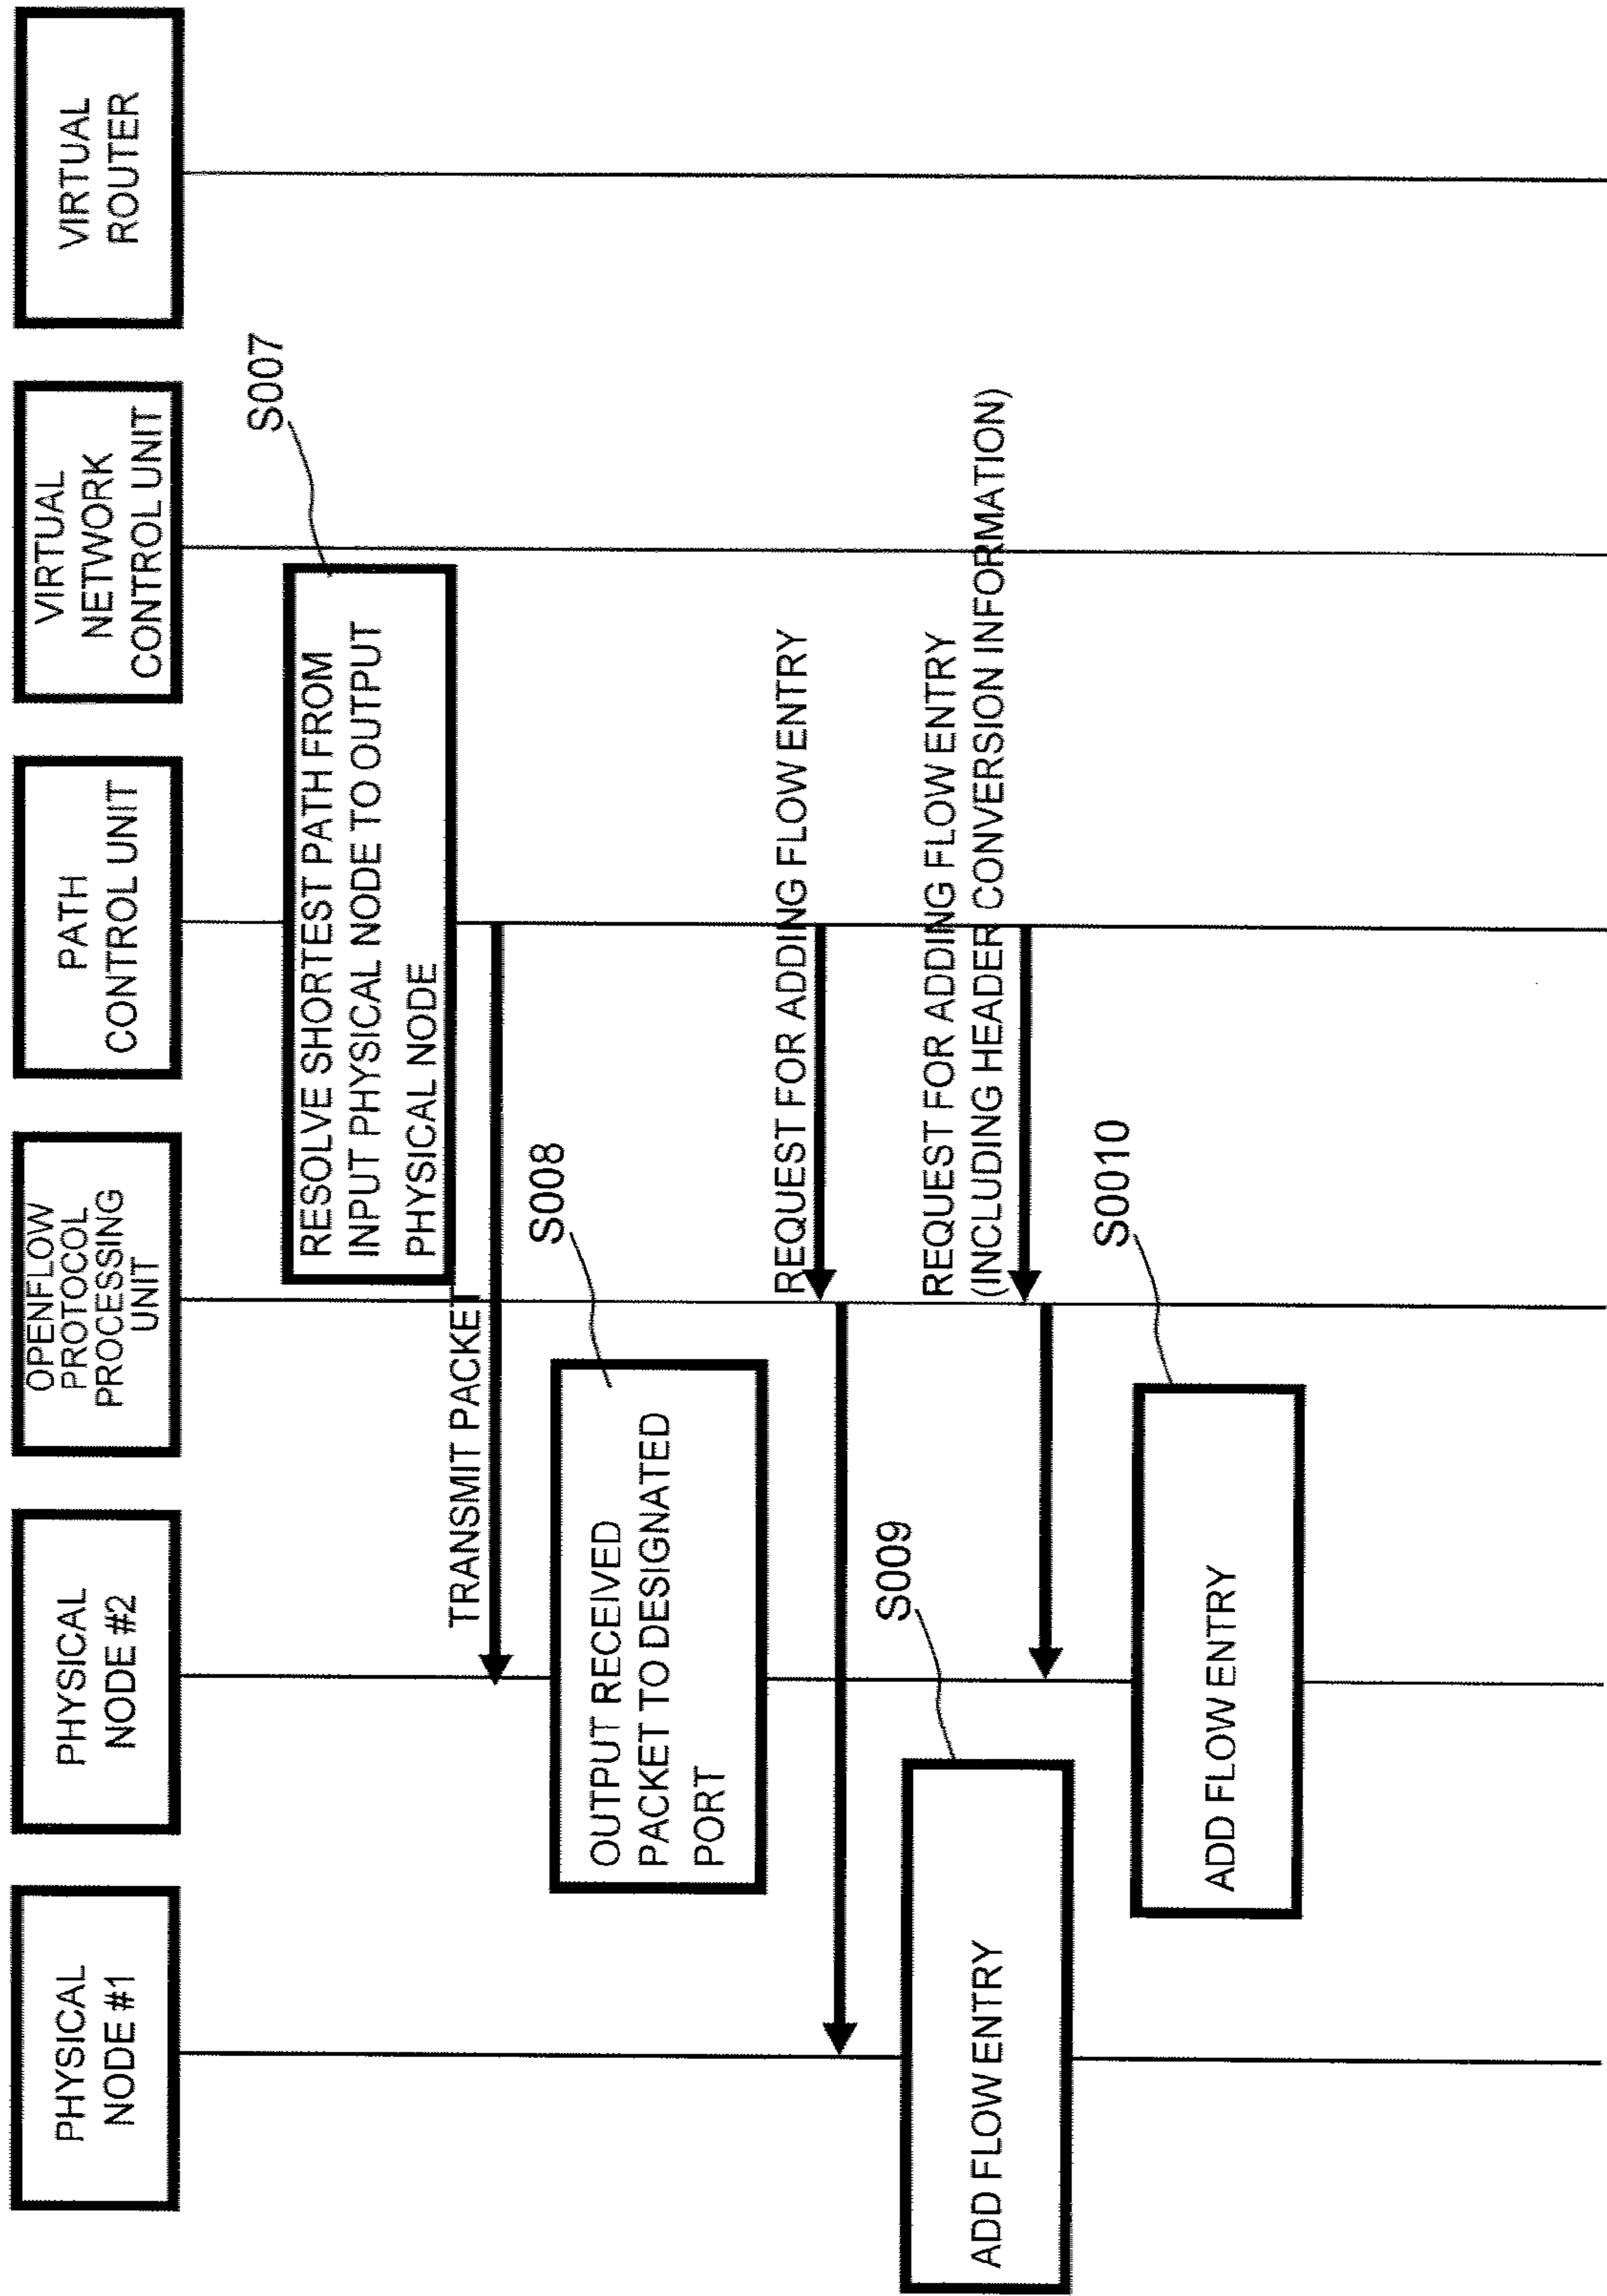 PHYSICAL
NODE #1
PHYSICAL
NODE #2
OPENFLOW
PROTOCOL
PROCESSING
UNIT
PATH
CONTROL UNIT
VIRTUAL
NETWORK
CONTROL UNIT
VIRTUAL
ROUTER
S007
RESOLVE SHORTEST PATH FROM
INPUT PHYSICAL NODE TO OUTPUT
PHYSICAL NODE
TRANSMIT PACKET
S008
OUTPUT RECEIVED
PACKET TO DESIGNATED
PORT
REQUEST FOR ADDING FLOW ENTRY
S009
ADD FLOW ENTRY
REQUEST FOR ADDING FLOW ENTRY
(INCLUDING HEADER CONVERSION INFORMATION)
S0010
ADD FLOW ENTRY